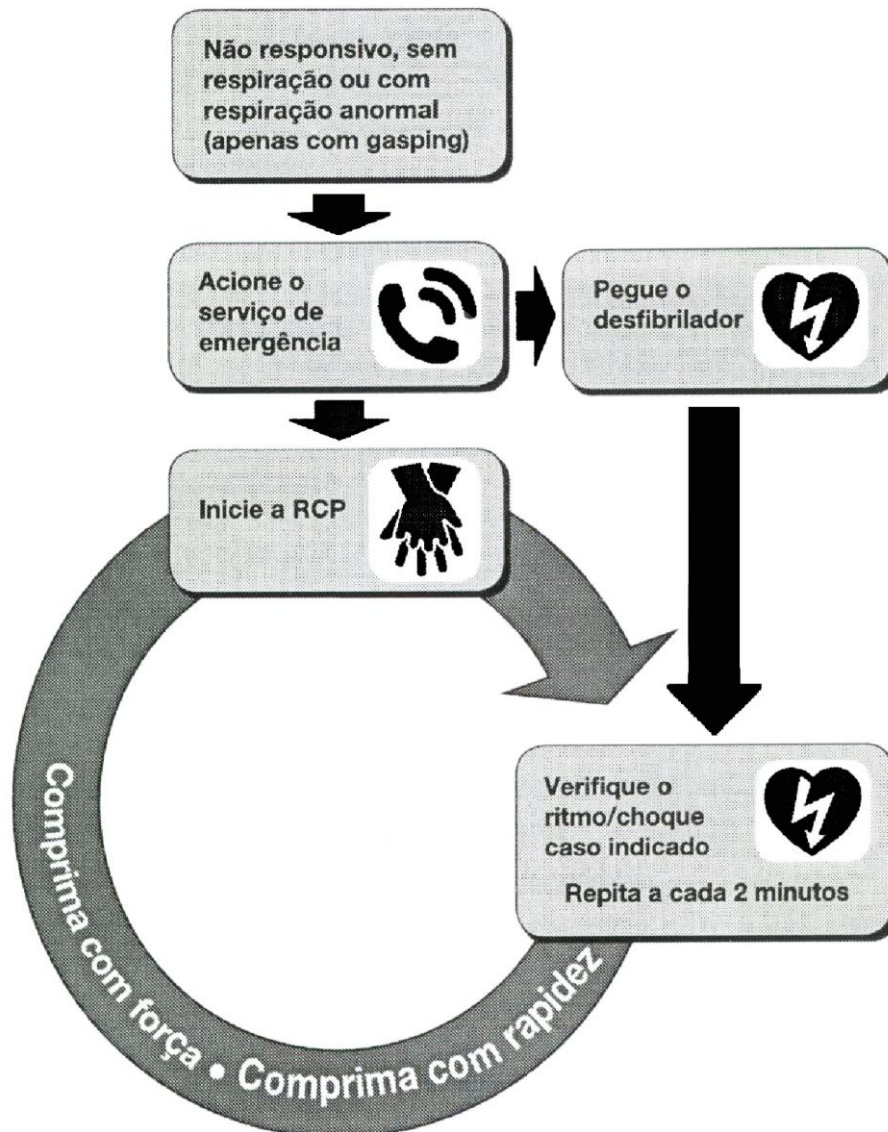 Não responsivo, sem
respiração ou com
respiração anormal
(apenas com gasping)
Acione o
serviço de
emergência
Pegue o
desfibrilador
Inicie a RCP
Verifique o
ritmo/choque
caso indicado
Repita a cada 2 minutos
Comprima com força • Comprima com rapidez